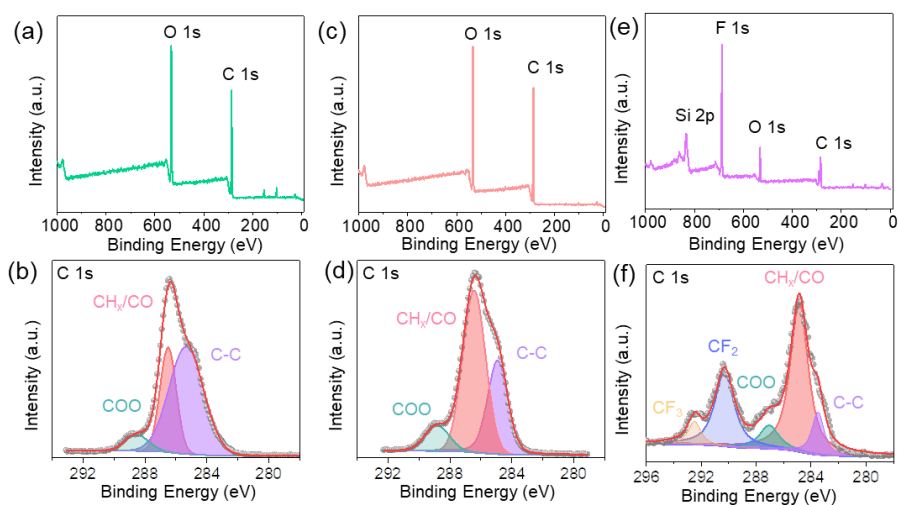 (a)
O 1s
C 1s
Intensity (a.u.)
1000 800 600 400 200 0
Binding Energy (eV)
(c)
O 1s
C 1s
Intensity (a.u.)
1000 800 600 400 200 0
Binding Energy (eV)
(e)
F 1s
Si 2p
O 1s
C 1s
Intensity (a.u.)
1000 800 600 400 200 0
Binding Energy (eV)
(b)
C 1s
CHₓ/CO
C-C
COO
Intensity (a.u.)
292 288 284 280
Binding Energy (eV)
(d)
C 1s
CHₓ/CO
C-C
COO
Intensity (a.u.)
292 288 284 280
Binding Energy (eV)
(f)
C 1s
CHₓ/CO
CF₂
COO
C-C
CF₃
Intensity (a.u.)
296 292 288 284 280
Binding Energy (eV)